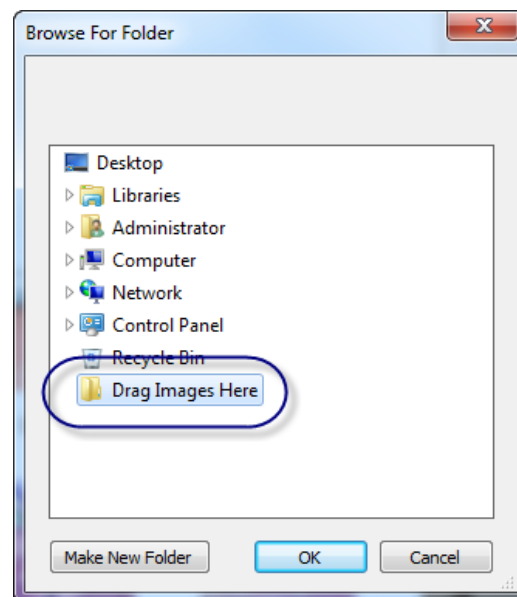 Browse For Folder
Desktop
Libraries
Administrator
Computer
Network
Control Panel
Recycle Bin
Drag Images Here
Make New Folder
OK
Cancel